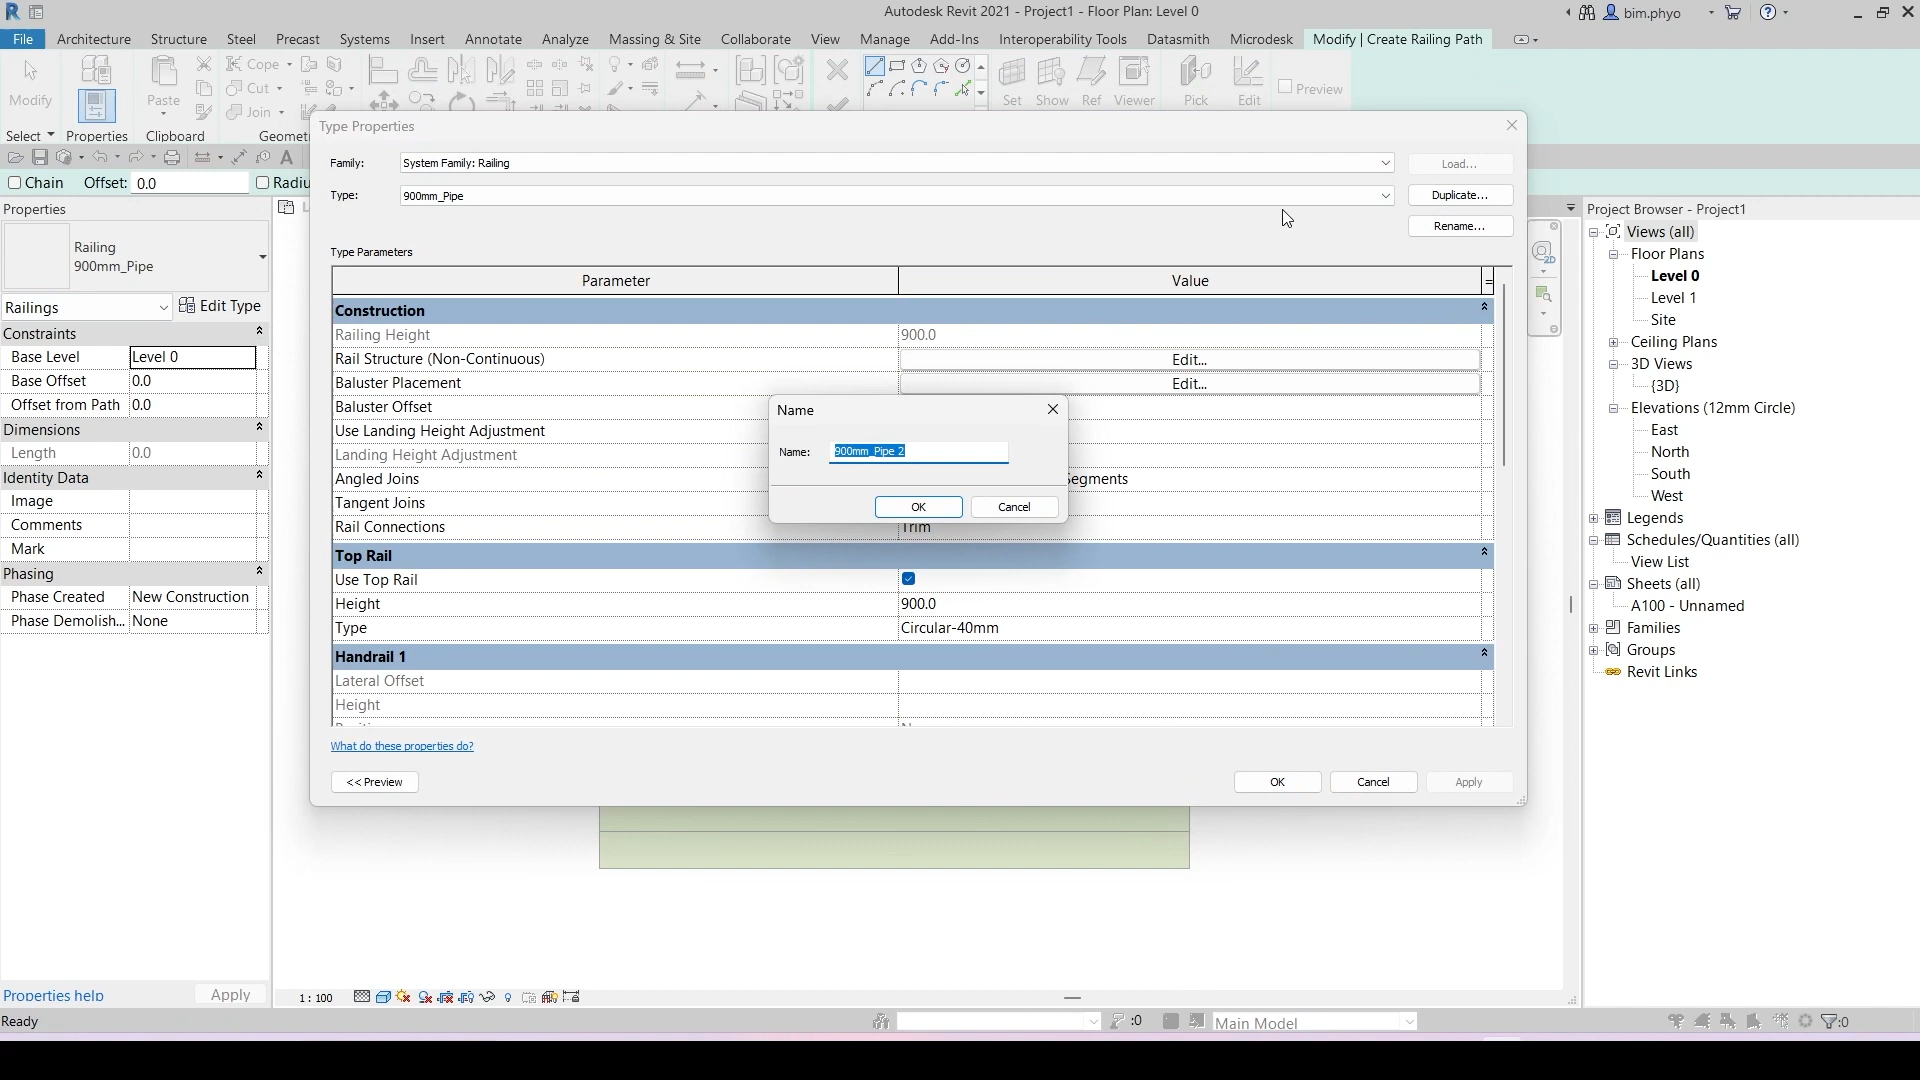 Autodesk Revit 2021 - Project1 - Floor Plan: Level 0
bim.phyo
File Architecture Structure Steel Precast Systems Insert Annotate Analyze Massing & Site Collaborate View Manage Add-Ins Interoperability Tools Datasmith Microdesk Modify | Create Railing Path
Modify
Properties
Paste
Cope
Cut
Join
Set Show Ref Viewer Pick Edit
Preview
Select Properties Clipboard
Chain Offset: 0.0
Properties
Railing
900mm_Pipe
Railings Edit Type
Constraints
Base Level Level 0
Base Offset 0.0
Offset from Path 0.0
Dimensions
Length 0.0
Identity Data
Image
Comments
Mark
Phasing
Phase Created New Construction
Phase Demolish... None
Properties help Apply
Ready
Type Properties
Family: System Family: Railing Load...
Type: 900mm_Pipe Duplicate...
Rename...
Type Parameters
Parameter Value =
Construction
Railing Height 900.0
Rail Structure (Non-Continuous) Edit...
Baluster Placement Edit...
Baluster Offset
Use Landing Height Adjustment
Landing Height Adjustment
Angled Joins Segments
Tangent Joins
Rail Connections Trim
Top Rail
Use Top Rail
Height 900.0
Type Circular-40mm
Handrail 1
Lateral Offset
Height
What do these properties do?
<< Preview OK Cancel Apply
Name
Name: 900mm_Pipe 2
OK Cancel
1 : 100
:0 Main Model
:0
Project Browser - Project1
Views (all)
Floor Plans
Level 0
Level 1
Site
Ceiling Plans
3D Views
{3D}
Elevations (12mm Circle)
East
North
South
West
Legends
Schedules/Quantities (all)
View List
Sheets (all)
A100 - Unnamed
Families
Groups
Revit Links